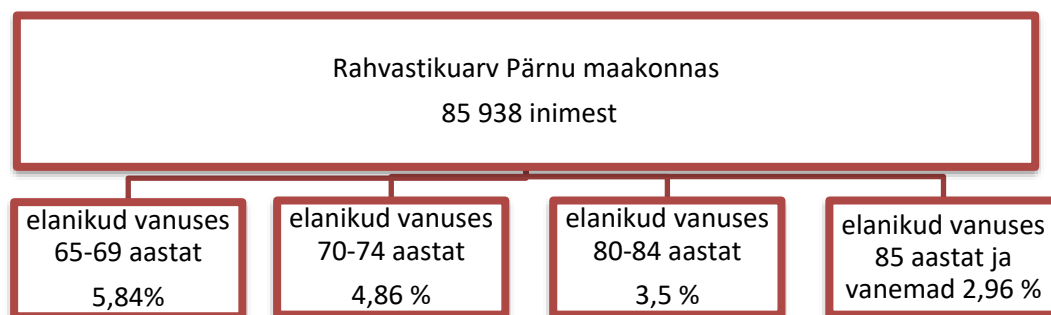 Rahvastikuarv Pärnu maakonnas
85 938 inimest
elanikud vanuses
65-69 aastat
5,84%
elanikud vanuses
70-74 aastat
4,86 %
elanikud vanuses
80-84 aastat
3,5 %
elanikud vanuses
85 aastat ja
vanemad 2,96 %